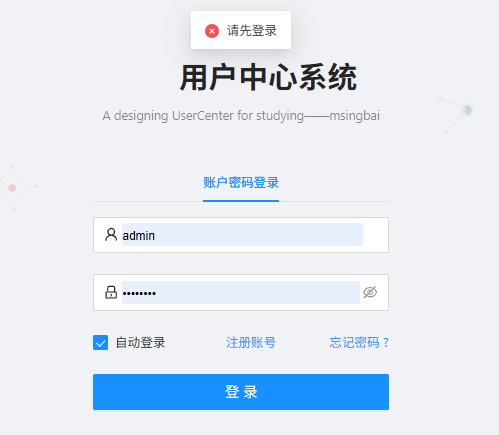 请先登录
用户中心系统
A designing UserCenter for studying——msingbai
账户密码登录
admin
••••••••
自动登录 注册账号 忘记密码 ?
登 录